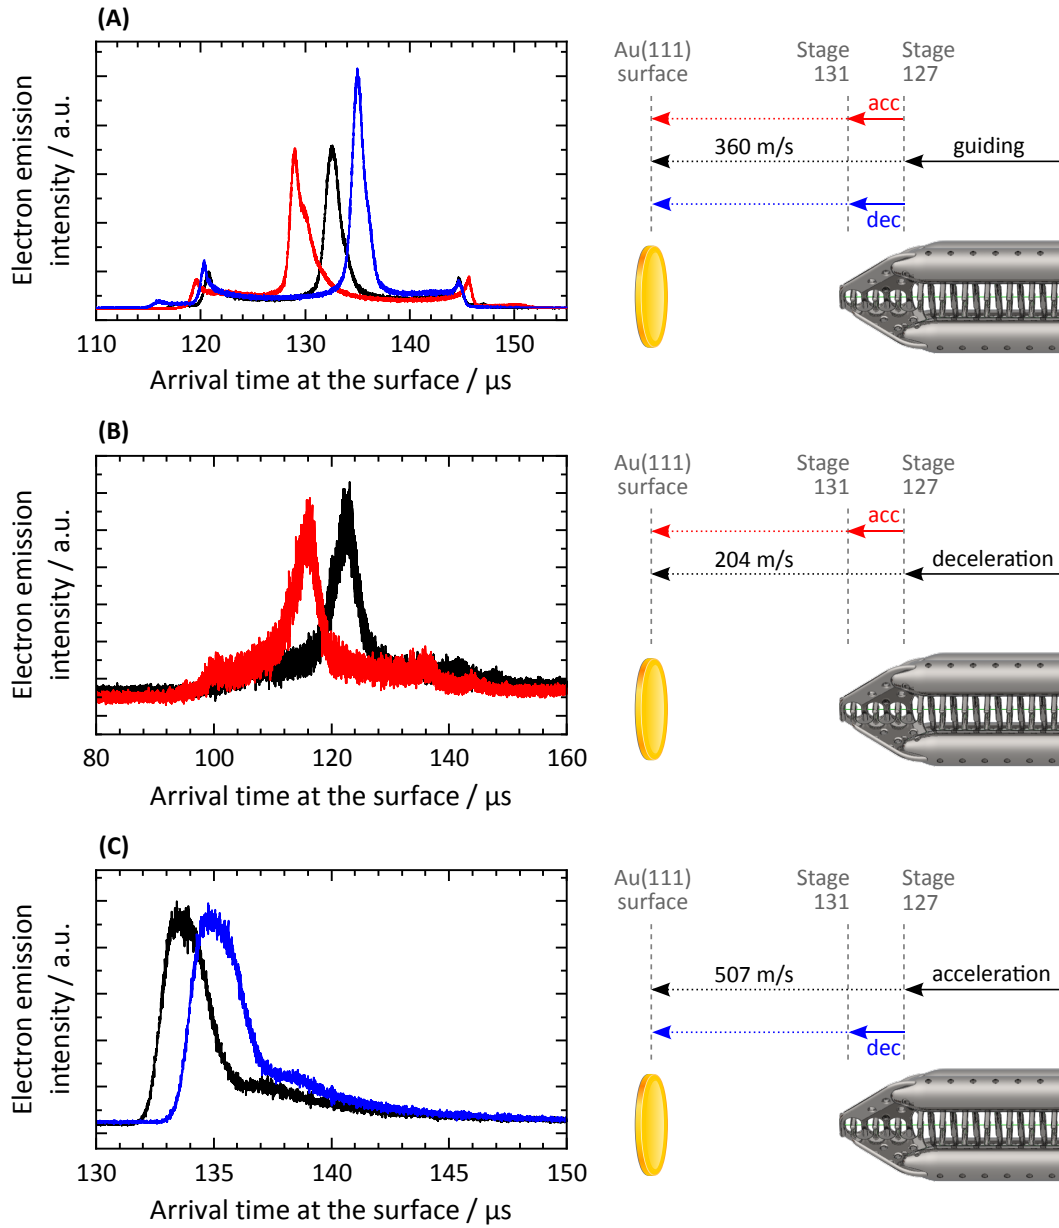 (A)
Electron emission
intensity / a.u.
110 120 130 140 150
Arrival time at the surface / µs
Au(111)
surface
Stage
131
Stage
127
acc
360 m/s
guiding
dec
(B)
Electron emission
intensity / a.u.
80 100 120 140 160
Arrival time at the surface / µs
Au(111)
surface
Stage
131
Stage
127
acc
204 m/s
deceleration
(C)
Electron emission
intensity / a.u.
130 135 140 145 150
Arrival time at the surface / µs
Au(111)
surface
Stage
131
Stage
127
507 m/s
acceleration
dec